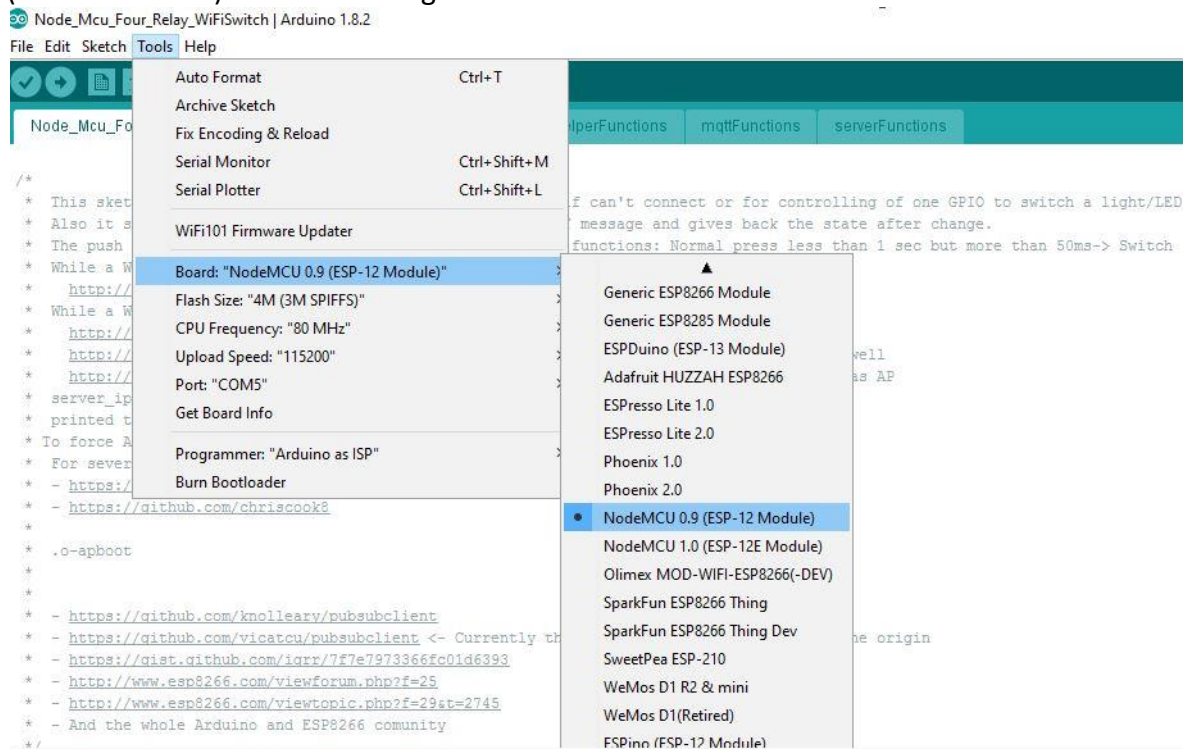 Node_Mcu_Four_Relay_WiFiSwitch | Arduino 1.8.2
File Edit Sketch Tools Help
Auto Format Ctrl+T
Archive Sketch
Fix Encoding & Reload
Serial Monitor Ctrl+Shift+M
Serial Plotter Ctrl+Shift+L
WiFi101 Firmware Updater
Board: "NodeMCU 0.9 (ESP-12 Module)"
Flash Size: "4M (3M SPIFFS)"
CPU Frequency: "80 MHz"
Upload Speed: "115200"
Port: "COM5"
Get Board Info
Programmer: "Arduino as ISP"
Burn Bootloader
Generic ESP8266 Module
Generic ESP8285 Module
ESPDuino (ESP-13 Module)
Adafruit HUZZAH ESP8266
ESPresso Lite 1.0
ESPresso Lite 2.0
Phoenix 1.0
Phoenix 2.0
NodeMCU 0.9 (ESP-12 Module)
NodeMCU 1.0 (ESP-12E Module)
Olimex MOD-WIFI-ESP8266(-DEV)
SparkFun ESP8266 Thing
SparkFun ESP8266 Thing Dev
SweetPea ESP-210
WeMos D1 R2 & mini
WeMos D1(Retired)
ESPino (ESP-12 Module)
Node_Mcu_Fo lperFunctions mqttFunctions serverFunctions
/*
* This sket if can't connect or for controlling of one GPIO to switch a light/LED
* Also it s message and gives back the state after change.
* The push functions: Normal press less than 1 sec but more than 50ms-> Switch
* While a W
* http://
* While a W
* http://
* http:// well
* http:// as AP
* server_ip
* printed t
* To force A
* For sever
* - https:/
* - https://github.com/chriscook8
*
* .o-apboot
*
*
* - https://github.com/knolleary/pubsubclient
* - https://github.com/vicatcu/pubsubclient <- Currently th he origin
* - https://gist.github.com/igrr/7f7e7973366fc01d6393
* - http://www.esp8266.com/viewforum.php?f=25
* - http://www.esp8266.com/viewtopic.php?f=29&t=2745
* - And the whole Arduino and ESP8266 comunity
*/